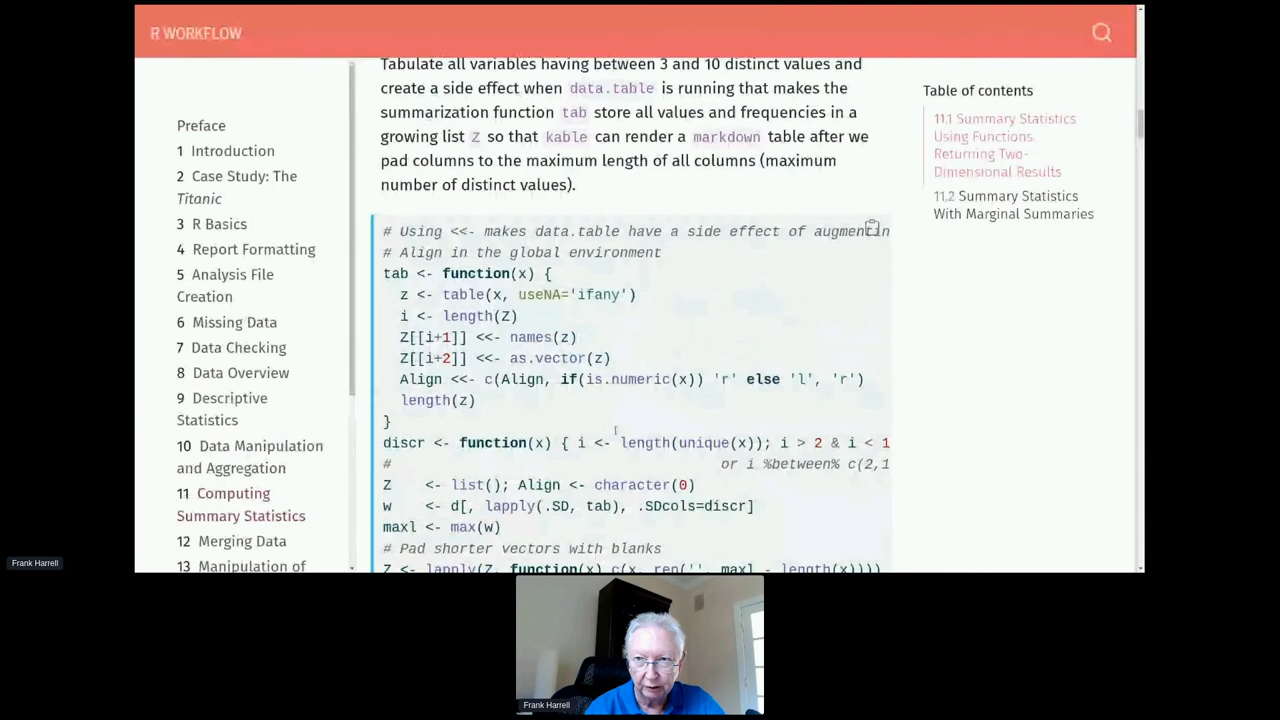 R WORKFLOW
Preface
1 Introduction
2 Case Study: The
Titanic
3 R Basics
4 Report Formatting
5 Analysis File
Creation
6 Missing Data
7 Data Checking
8 Data Overview
9 Descriptive
Statistics
10 Data Manipulation
and Aggregation
11 Computing
Summary Statistics
12 Merging Data
13 Manipulation of
Tabulate all variables having between 3 and 10 distinct values and
create a side effect when data.table is running that makes the
summarization function tab store all values and frequencies in a
growing list Z so that kable can render a markdown table after we
pad columns to the maximum length of all columns (maximum
number of distinct values).
# Using <<- makes data.table have a side effect of augmentin
# Align in the global environment
tab <- function(x) {
  z <- table(x, useNA='ifany')
  i <- length(Z)
  Z[[i+1]] <<- names(z)
  Z[[i+2]] <<- as.vector(z)
  Align <<- c(Align, if(is.numeric(x)) 'r' else 'l', 'r')
  length(z)
}
discr <- function(x) { i <- length(unique(x)); i > 2 & i < 1
#                                       or i %between% c(2,1
Z    <- list(); Align <- character(0)
w    <- d[, lapply(.SD, tab), .SDcols=discr]
maxl <- max(w)
# Pad shorter vectors with blanks
Z <- lapply(Z, function(x) c(x, rep('', maxl - length(x))))
Table of contents
11.1 Summary Statistics
Using Functions
Returning Two-
Dimensional Results
11.2 Summary Statistics
With Marginal Summaries
Frank Harrell
Frank Harrell